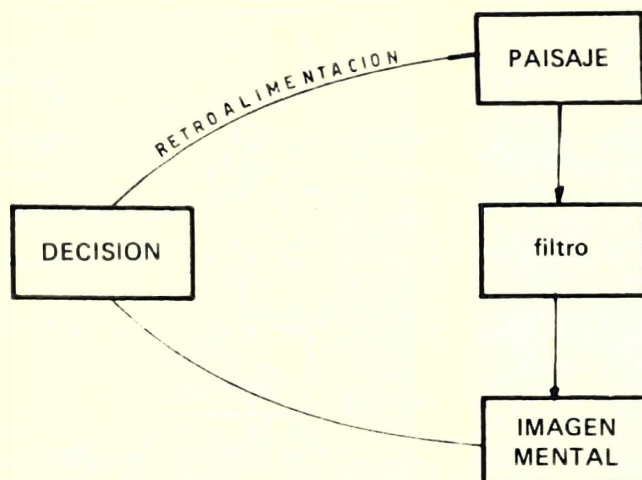 PAISAJE
RETROALIMENTACION
DECISION
filtro
IMAGEN
MENTAL